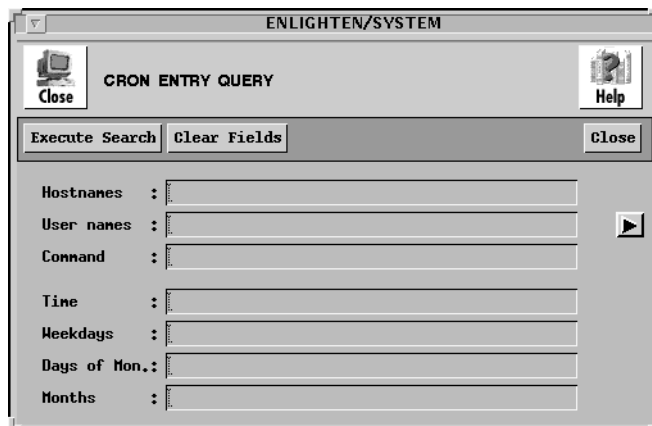 ENLIGHTEN/SYSTEM
Close
CRON ENTRY QUERY
Help
Execute Search Clear Fields Close
Hostnames :
User names :
Command :
Time :
Weekdays :
Days of Mon.:
Months :